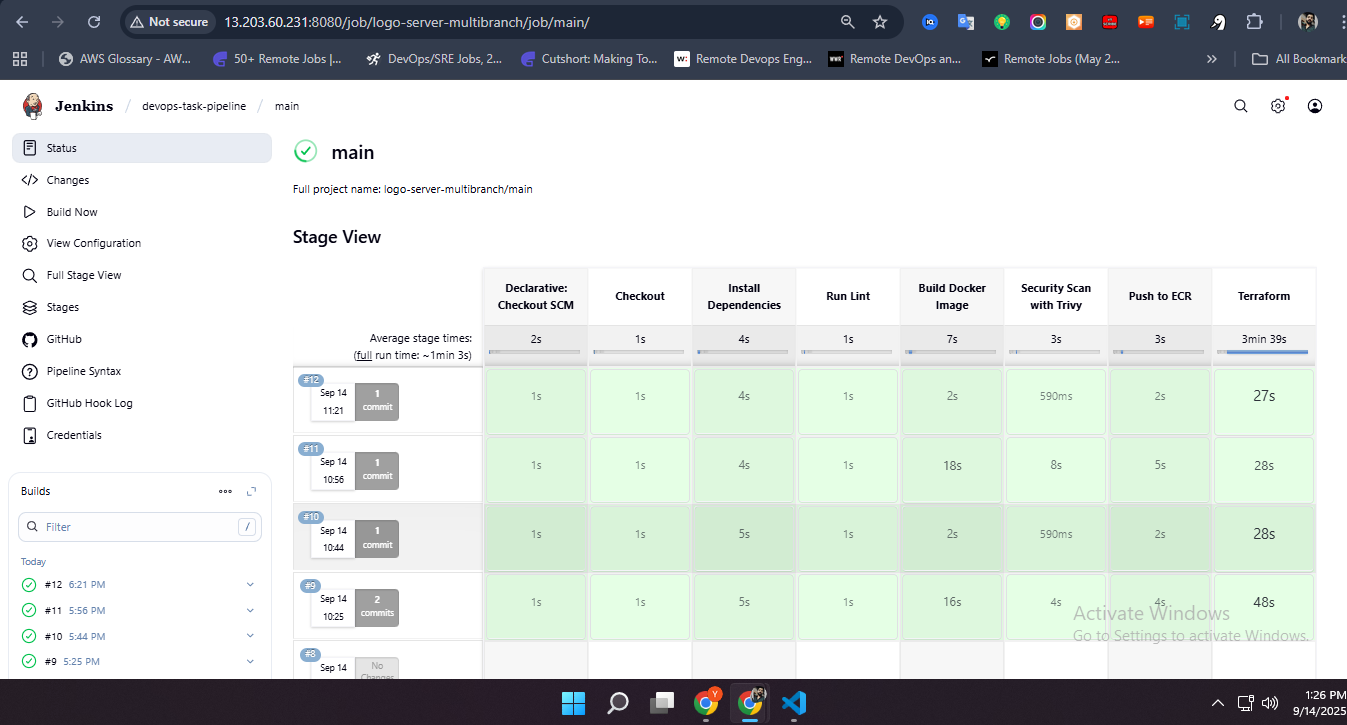 Not secure
13.203.60.231:8080/job/logo-server-multibranch/job/main/
AWS Glossary - AW...
50+ Remote Jobs |...
DevOps/SRE Jobs, 2...
Cutshort: Making To...
Remote Devops Eng...
Remote DevOps an...
Remote Jobs (May 2...
»
All Bookmark
Jenkins / devops-task-pipeline / main
Status
Changes
Build Now
View Configuration
Full Stage View
Stages
GitHub
Pipeline Syntax
GitHub Hook Log
Credentials
Builds
Filter
/
Today
#12 6:21 PM
#11 5:56 PM
#10 5:44 PM
#9 5:25 PM
main
Full project name: logo-server-multibranch/main
Stage View
Declarative:
Checkout SCM
Checkout
Install
Dependencies
Run Lint
Build Docker
Image
Security Scan
with Trivy
Push to ECR
Terraform
Average stage times:
(full run time: ~1min 3s)
2s 1s 4s 1s 7s 3s 3s 3min 39s
#12
Sep 14
11:21
1
commit
1s 1s 4s 1s 2s 590ms 2s 27s
#11
Sep 14
10:56
1
commit
1s 1s 4s 1s 18s 8s 5s 28s
#10
Sep 14
10:44
1
commit
1s 1s 5s 1s 2s 590ms 2s 28s
#9
Sep 14
10:25
2
commits
1s 1s 5s 1s 16s 4s 4s 48s
#8
Sep 14
No
Changes
Activate Windows
Go to Settings to activate Windows.
1:26 PM
9/14/2025